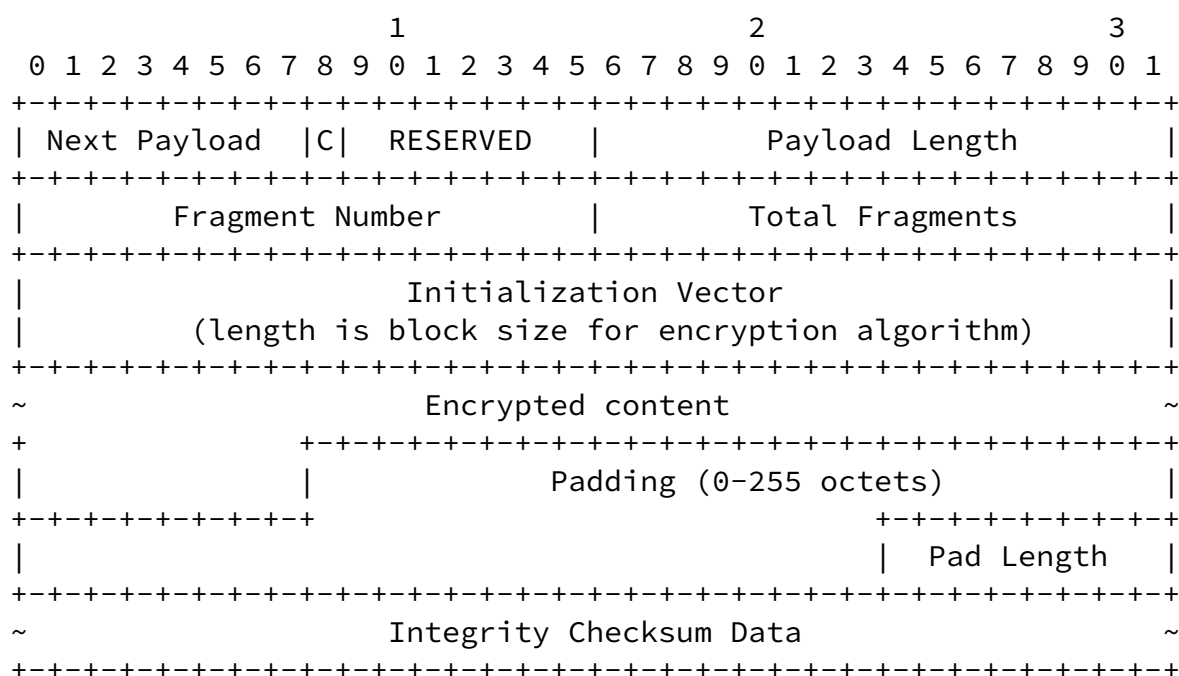 1                   2                   3
 0 1 2 3 4 5 6 7 8 9 0 1 2 3 4 5 6 7 8 9 0 1 2 3 4 5 6 7 8 9 0 1
+-+-+-+-+-+-+-+-+-+-+-+-+-+-+-+-+-+-+-+-+-+-+-+-+-+-+-+-+-+-+-+-+
| Next Payload  |C|  RESERVED   |         Payload Length        |
+-+-+-+-+-+-+-+-+-+-+-+-+-+-+-+-+-+-+-+-+-+-+-+-+-+-+-+-+-+-+-+-+
|        Fragment Number        |        Total Fragments        |
+-+-+-+-+-+-+-+-+-+-+-+-+-+-+-+-+-+-+-+-+-+-+-+-+-+-+-+-+-+-+-+-+
|                     Initialization Vector                     |
|         (length is block size for encryption algorithm)       |
+-+-+-+-+-+-+-+-+-+-+-+-+-+-+-+-+-+-+-+-+-+-+-+-+-+-+-+-+-+-+-+-+
~                      Encrypted content                        ~
+               +-+-+-+-+-+-+-+-+-+-+-+-+-+-+-+-+-+-+-+-+-+-+-+-+
|               |             Padding (0-255 octets)            |
+-+-+-+-+-+-+-+-+                               +-+-+-+-+-+-+-+-+
|                                               |  Pad Length   |
+-+-+-+-+-+-+-+-+-+-+-+-+-+-+-+-+-+-+-+-+-+-+-+-+-+-+-+-+-+-+-+-+
~                    Integrity Checksum Data                    ~
+-+-+-+-+-+-+-+-+-+-+-+-+-+-+-+-+-+-+-+-+-+-+-+-+-+-+-+-+-+-+-+-+